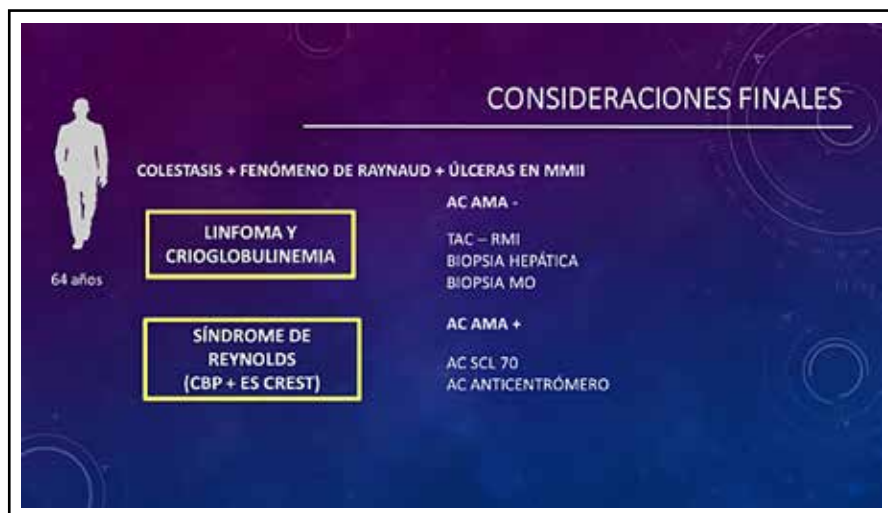 CONSIDERACIONES FINALES
COLESTASIS + FENÓMENO DE RAYNAUD + ÚLCERAS EN MMII
64 años
LINFOMA Y
CRIOGLOBULINEMIA
AC AMA -
TAC – RMI
BIOPSIA HEPÁTICA
BIOPSIA MO
SÍNDROME DE
REYNOLDS
(CBP + ES CREST)
AC AMA +
AC SCL 70
AC ANTICENTRÓMERO